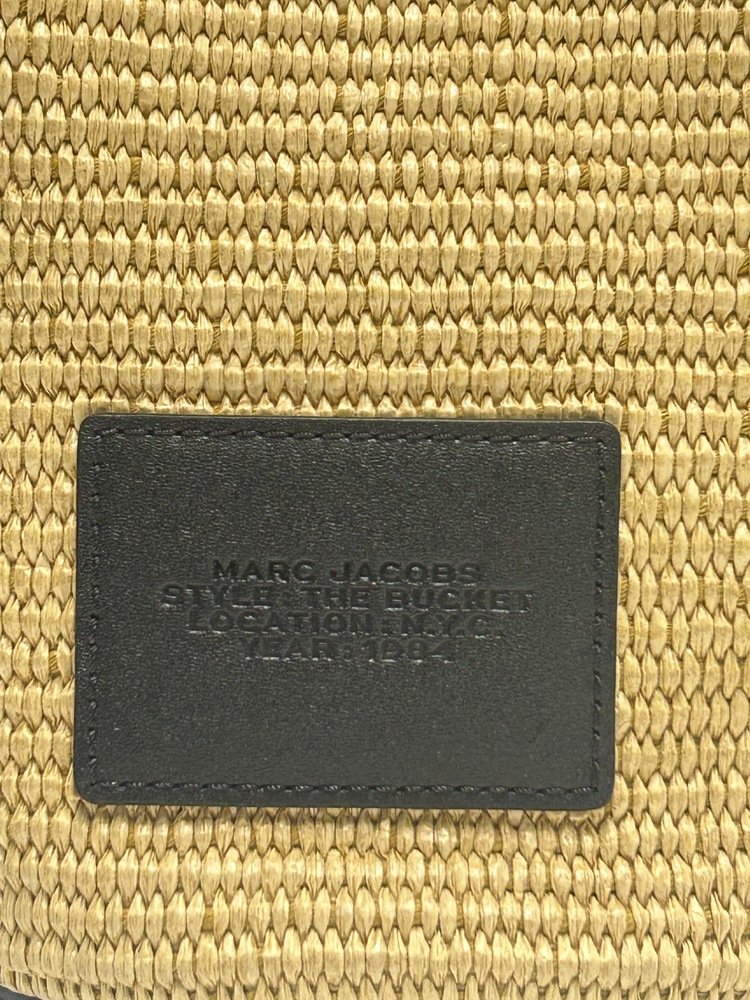 MARC JACOBS
STYLE: THE BUCKET
LOCATION: N.Y.C.
YEAR: 1984